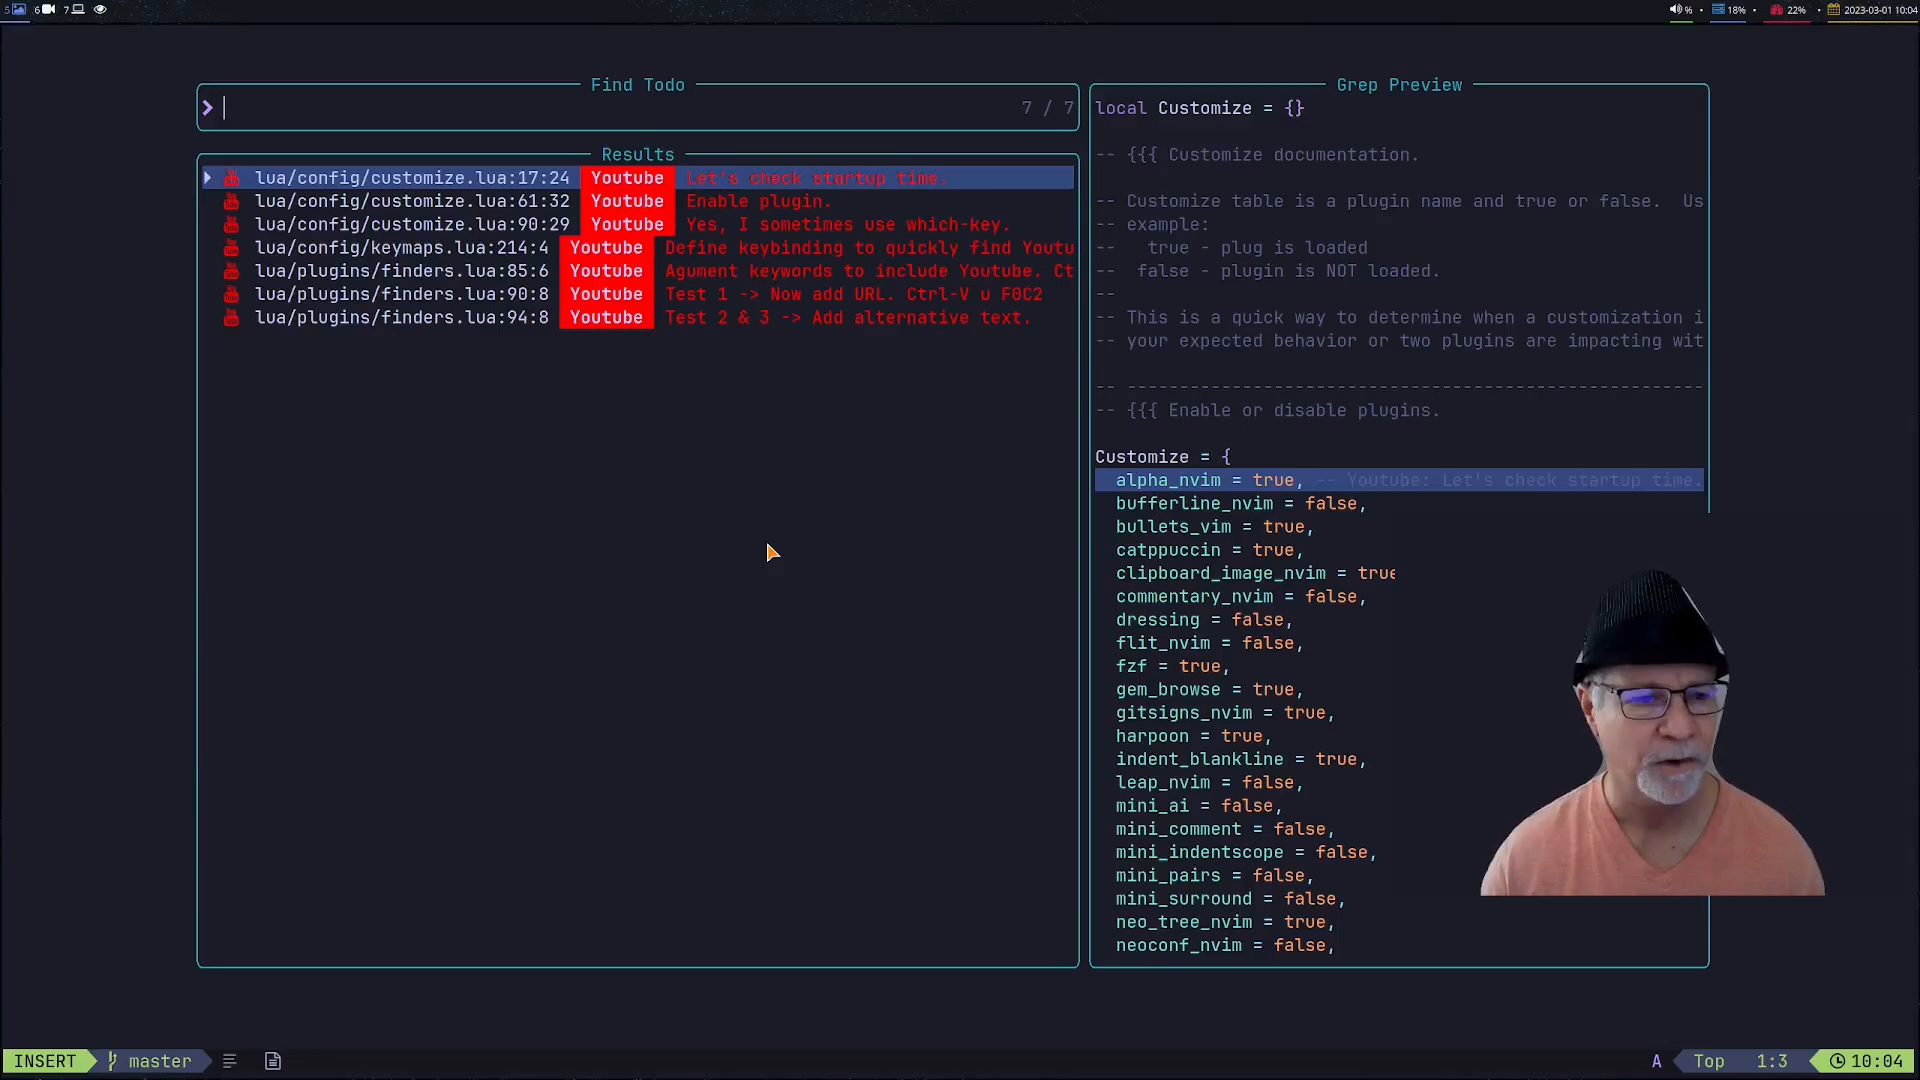 5 6 7 % 18% 22% 2023-03-01 10:04
Find Todo
7 / 7
Results
lua/config/customize.lua:17:24 Youtube Let's check startup time.
lua/config/customize.lua:61:32 Youtube Enable plugin.
lua/config/customize.lua:90:29 Youtube Yes, I sometimes use which-key.
lua/config/keymaps.lua:214:4 Youtube Define keybinding to quickly find Youtu
lua/plugins/finders.lua:85:6 Youtube Agument keywords to include Youtube. Ct
lua/plugins/finders.lua:90:8 Youtube Test 1 -> Now add URL. Ctrl-V u F0C2
lua/plugins/finders.lua:94:8 Youtube Test 2 & 3 -> Add alternative text.
Grep Preview
local Customize = {}
-- {{{ Customize documentation.
-- Customize table is a plugin name and true or false.  Us
-- example:
--   true - plug is loaded
--  false - plugin is NOT loaded.
--
-- This is a quick way to determine when a customization i
-- your expected behavior or two plugins are impacting wit
-- -------------------------------------------------------
-- {{{ Enable or disable plugins.
Customize = {
alpha_nvim = true, -- Youtube: Let's check startup time.
bufferline_nvim = false,
bullets_vim = true,
catppuccin = true,
clipboard_image_nvim = true
commentary_nvim = false,
dressing = false,
flit_nvim = false,
fzf = true,
gem_browse = true,
gitsigns_nvim = true,
harpoon = true,
indent_blankline = true,
leap_nvim = false,
mini_ai = false,
mini_comment = false,
mini_indentscope = false,
mini_pairs = false,
mini_surround = false,
neo_tree_nvim = true,
neoconf_nvim = false,
INSERT master A Top 1:3 10:04